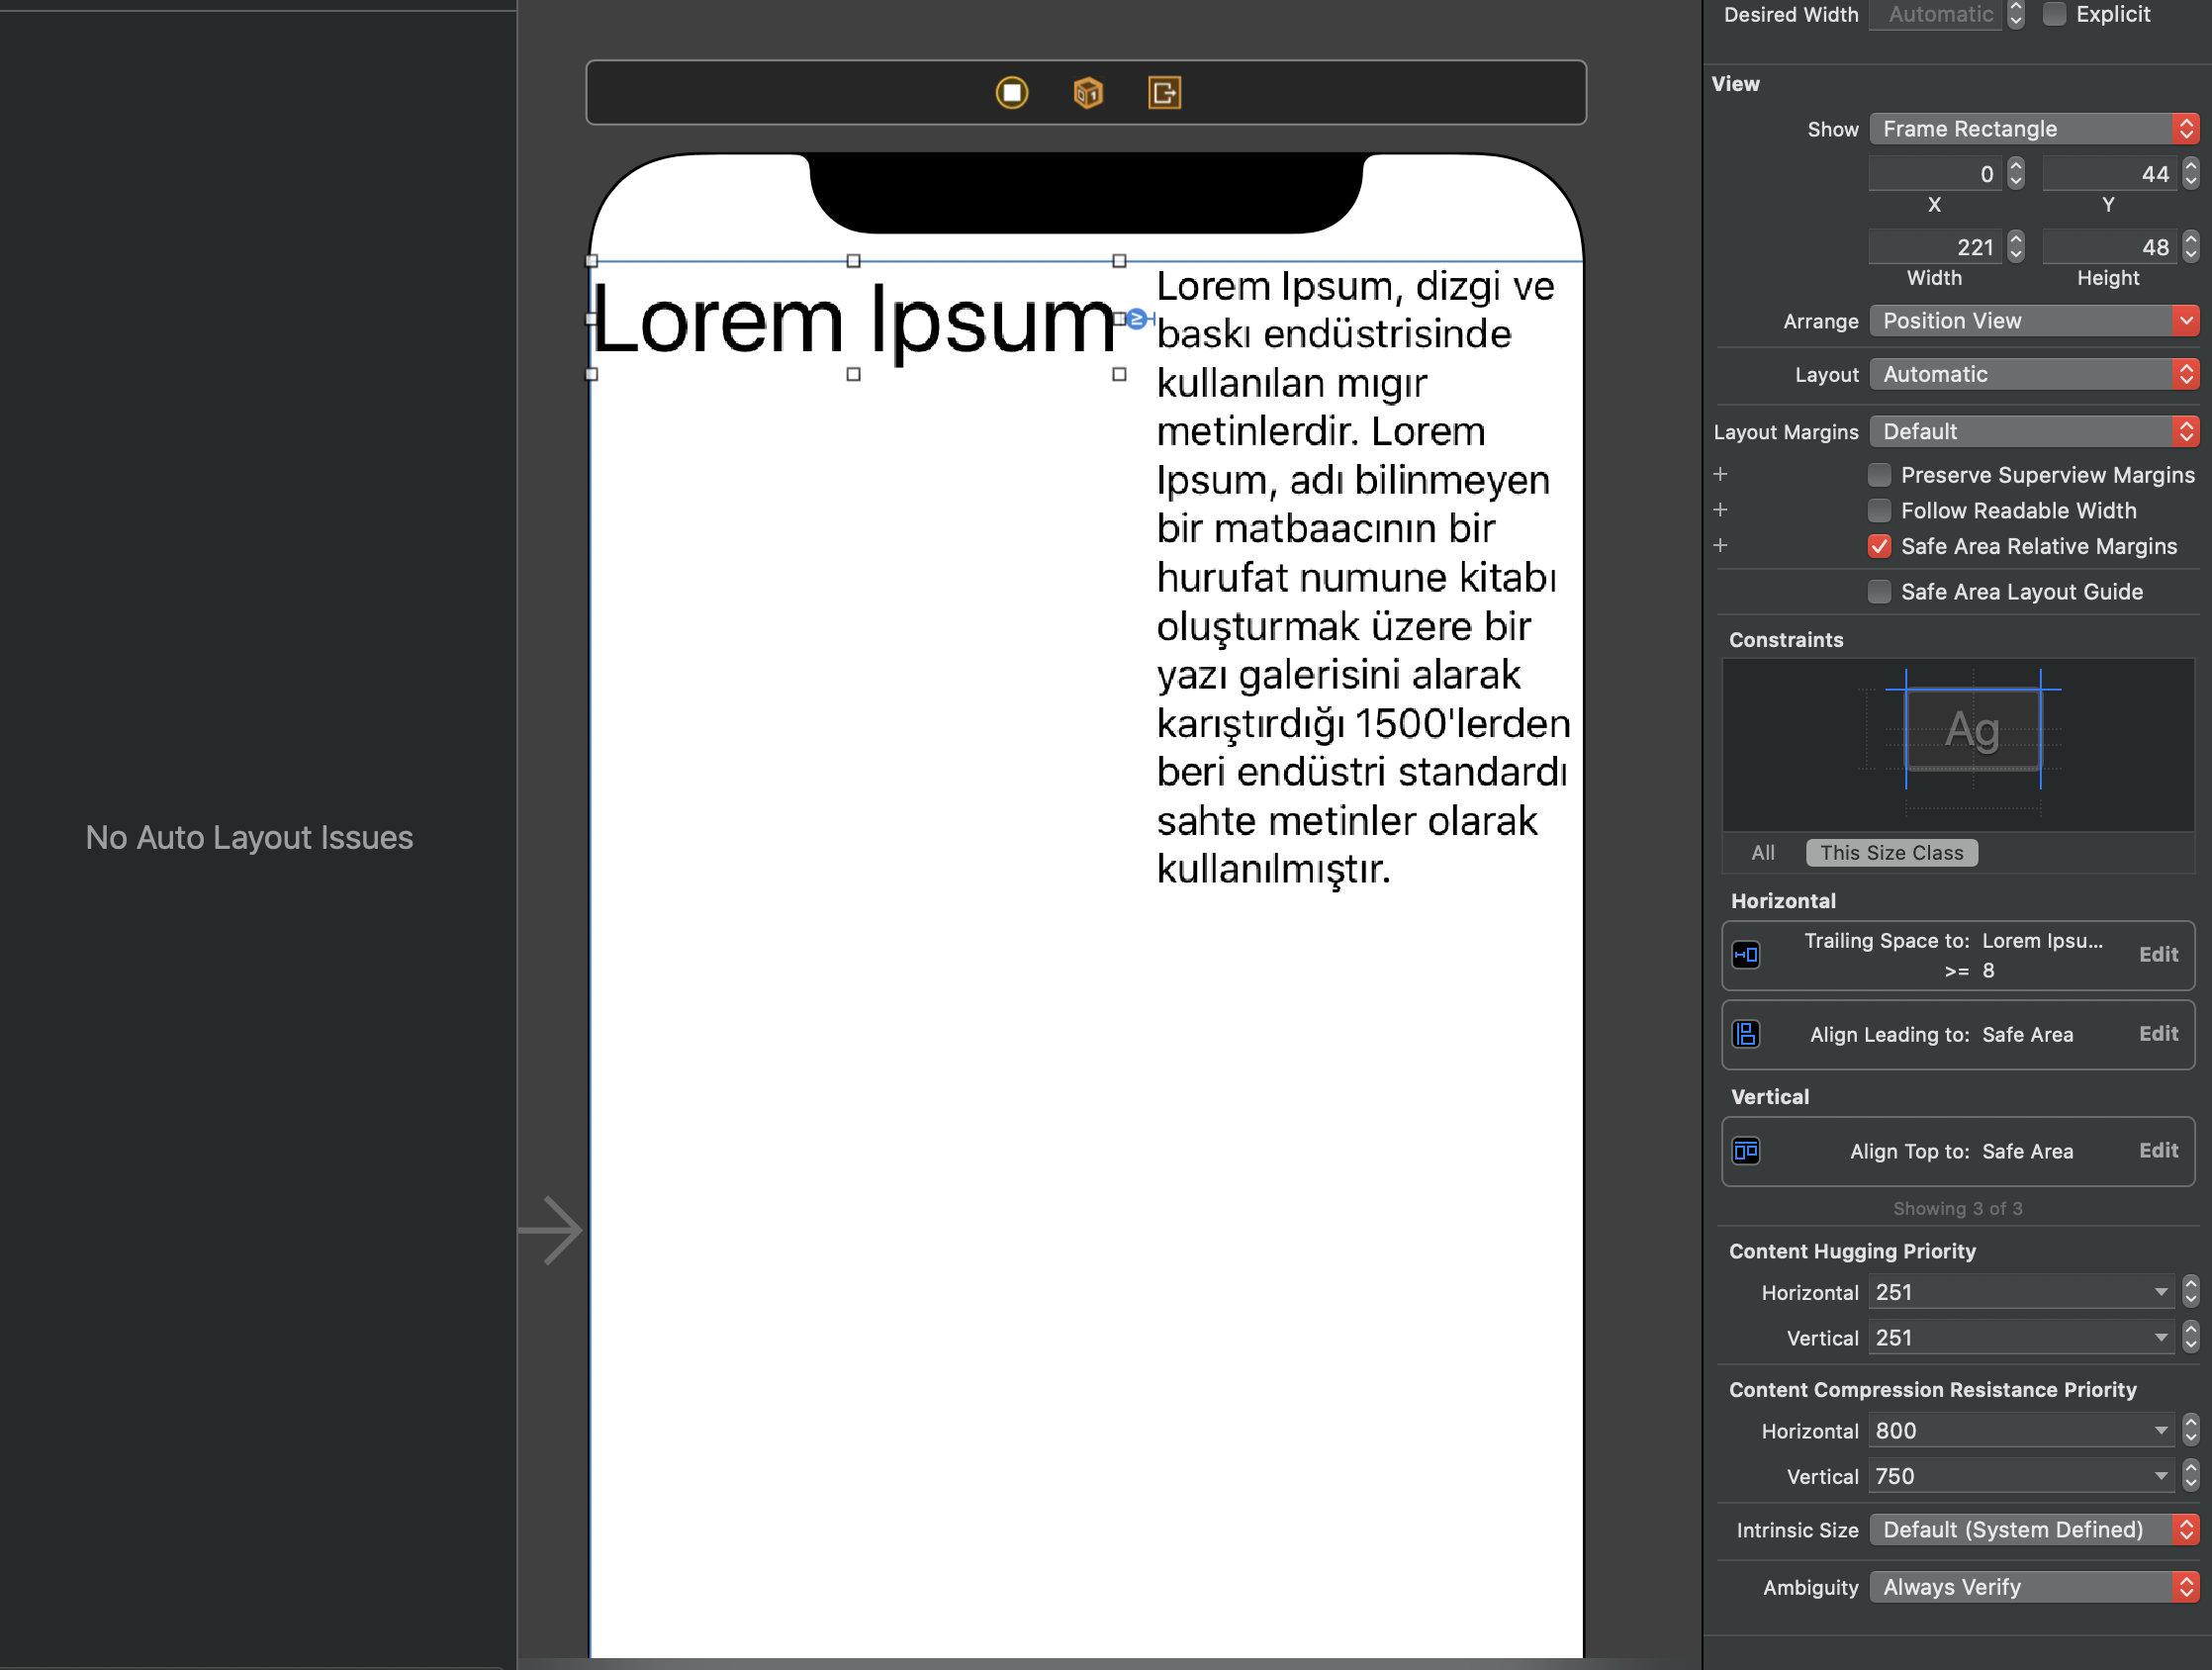 No Auto Layout Issues
Lorem Ipsum
Lorem Ipsum, dizgi ve
baskı endüstrisinde
kullanılan mıgır
metinlerdir. Lorem
Ipsum, adı bilinmeyen
bir matbaacının bir
hurufat numune kitabı
oluşturmak üzere bir
yazı galerisini alarak
karıştırdığı 1500'lerden
beri endüstri standardı
sahte metinler olarak
kullanılmıştır.
Desired Width Automatic Explicit
View
Show Frame Rectangle
0 44
X Y
221 48
Width Height
Arrange Position View
Layout Automatic
Layout Margins Default
+ Preserve Superview Margins
+ Follow Readable Width
+ Safe Area Relative Margins
Safe Area Layout Guide
Constraints
Ag
All This Size Class
Horizontal
Trailing Space to: Lorem Ipsu... Edit
>= 8
Align Leading to: Safe Area Edit
Vertical
Align Top to: Safe Area Edit
Showing 3 of 3
Content Hugging Priority
Horizontal 251
Vertical 251
Content Compression Resistance Priority
Horizontal 800
Vertical 750
Intrinsic Size Default (System Defined)
Ambiguity Always Verify